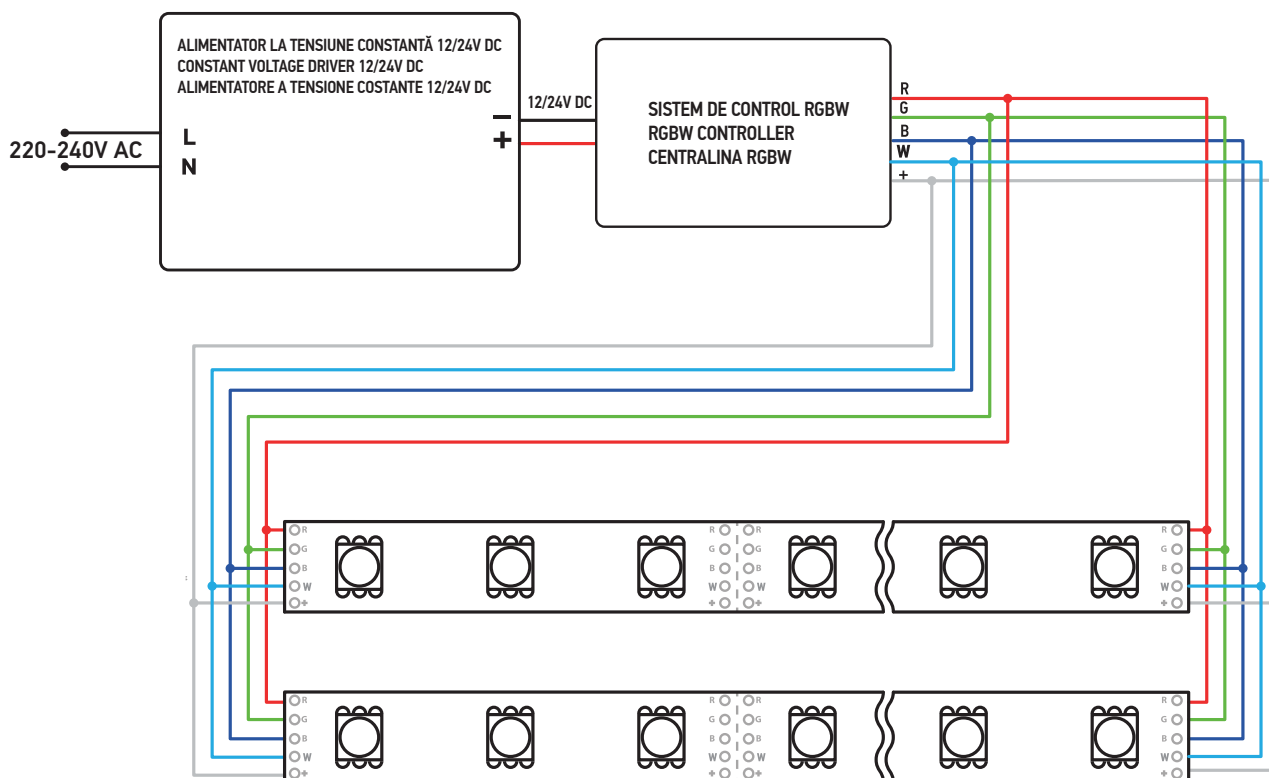 ALIMENTATOR LA TENSIUNE CONSTANTĂ 12/24V DC
CONSTANT VOLTAGE DRIVER 12/24V DC
ALIMENTATORE A TENSIONE COSTANTE 12/24V DC
220-240V AC
L
N
–
+
12/24V DC
SISTEM DE CONTROL RGBW
RGBW CONTROLLER
CENTRALINA RGBW
R
G
B
W
+
R R R R
G G G G
B B B B
W W W W
+ + + +
R R R R
G G G G
B B B B
W W W W
+ + + +